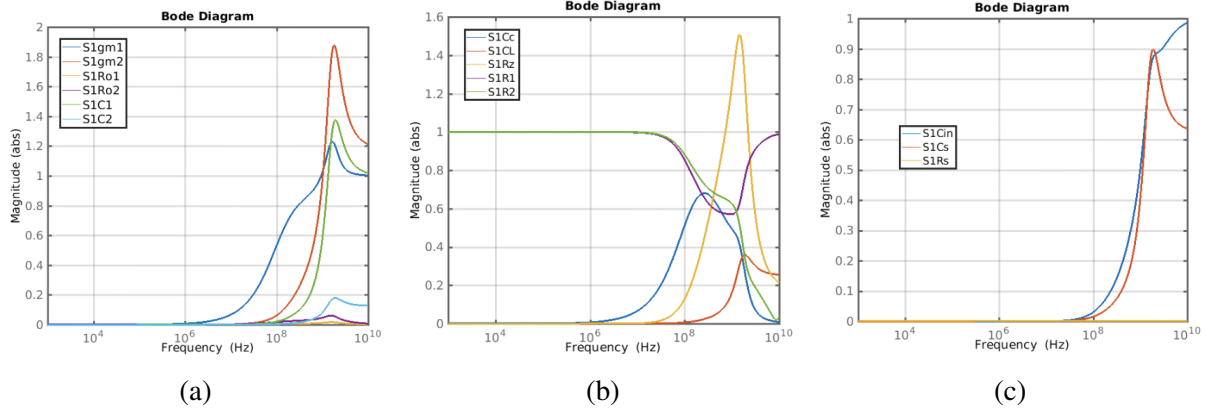 Bode Diagram
Magnitude (abs)
2
1.8
1.6
1.4
1.2
1
0.8
0.6
0.4
0.2
0
S1gm1
S1gm2
S1Ro1
S1Ro2
S1C1
S1C2
10^4
10^6
10^8
10^10
Frequency (Hz)
(a)
Bode Diagram
Magnitude (abs)
1.6
1.4
1.2
1
0.8
0.6
0.4
0.2
0
S1Cc
S1CL
S1Rz
S1R1
S1R2
10^4
10^6
10^8
10^10
Frequency (Hz)
(b)
Bode Diagram
Magnitude (abs)
1
0.9
0.8
0.7
0.6
0.5
0.4
0.3
0.2
0.1
0
S1Cin
S1Cs
S1Rs
10^4
10^6
10^8
10^10
Frequency (Hz)
(c)